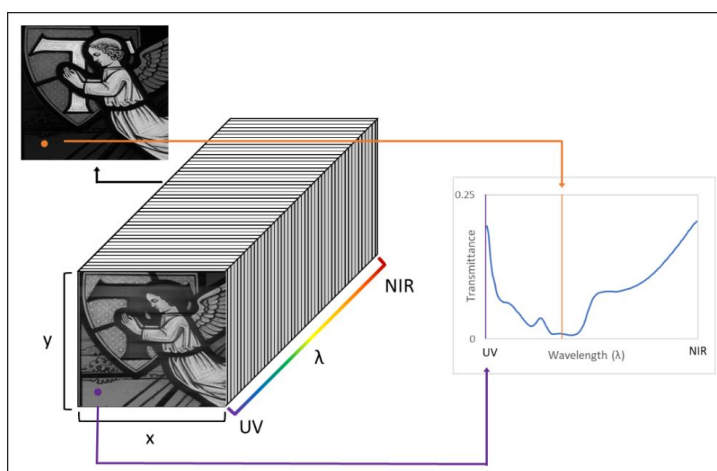 0.25
Transmittance
0
UV
Wavelength (λ)
NIR
NIR
y
λ
UV
x